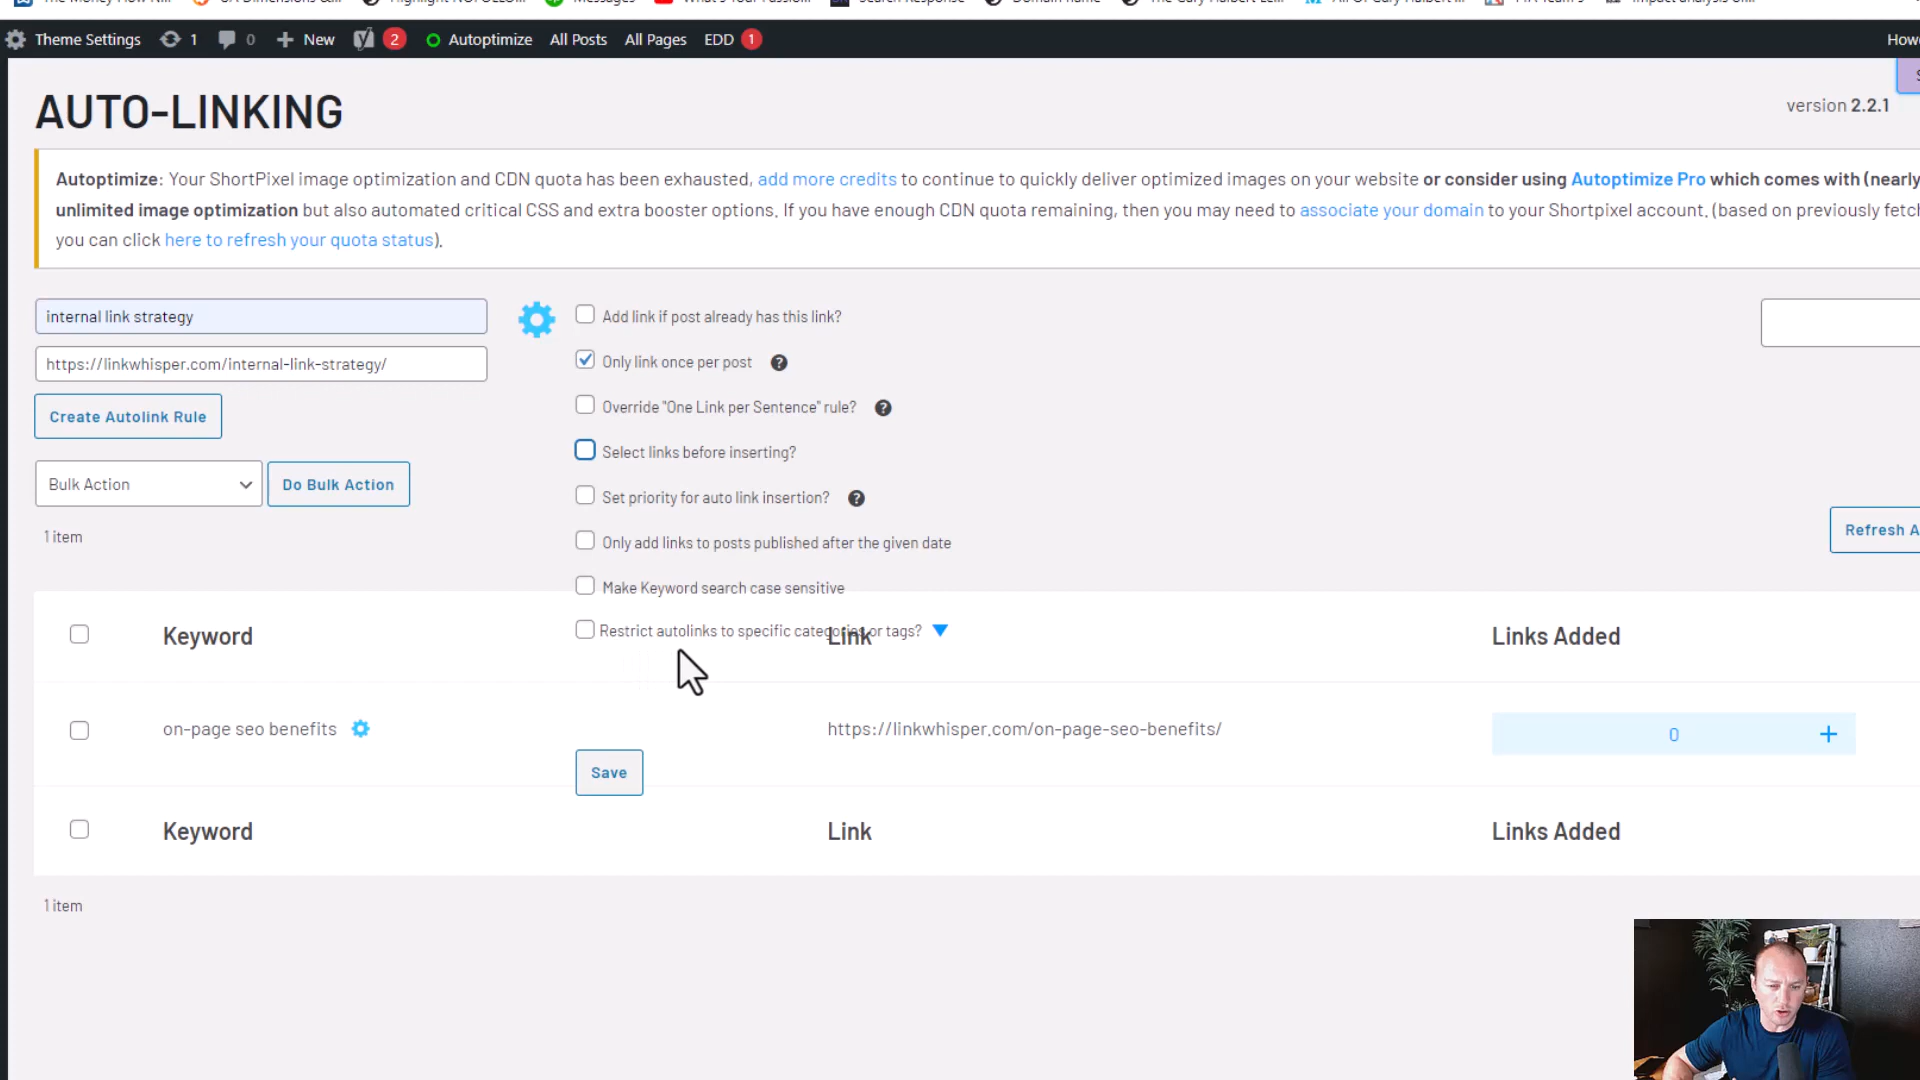 Theme Settings 1 0 New 2 Autoptimize All Posts All Pages EDD 1
AUTO-LINKING
version 2.2.1
Autoptimize: Your ShortPixel image optimization and CDN quota has been exhausted, add more credits to continue to quickly deliver optimized images on your website or consider using Autoptimize Pro which comes with (nearly
unlimited image optimization but also automated critical CSS and extra booster options. If you have enough CDN quota remaining, then you may need to associate your domain to your Shortpixel account. (based on previously
you can click here to refresh your quota status).
internal link strategy
https://linkwhisper.com/internal-link-strategy/
Create Autolink Rule
Bulk Action
Do Bulk Action
1 item
Add link if post already has this link?
Only link once per post ?
Override "One Link per Sentence" rule? ?
Select links before inserting?
Set priority for auto link insertion? ?
Only add links to posts published after the given date
Make Keyword search case sensitive
Restrict autolinks to specific categories or tags?
Refresh
Keyword Link Links Added
on-page seo benefits https://linkwhisper.com/on-page-seo-benefits/ 0 +
Save
Keyword Link Links Added
1 item